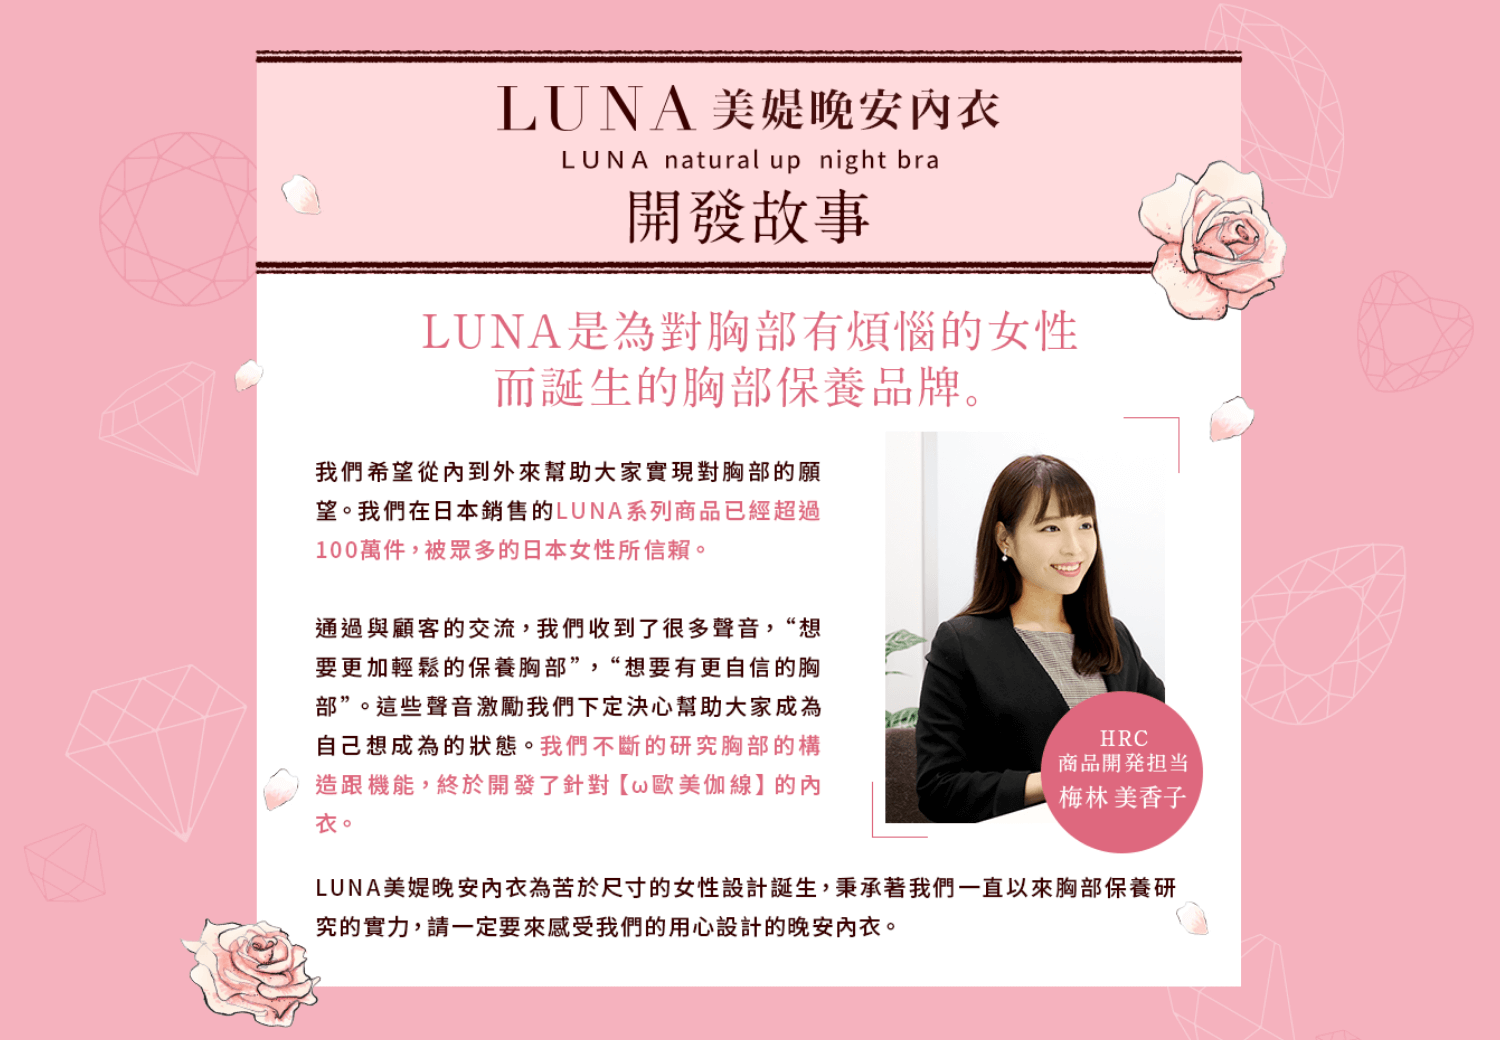 LUNA 美媞晚安內衣
LUNA natural up night bra
開發故事
LUNA是為對胸部有煩惱的女性
而誕生的胸部保養品牌。
我們希望從內到外來幫助大家實現對胸部的願
望。我們在日本銷售的LUNA系列商品已經超過
100萬件，被眾多的日本女性所信賴。
通過與顧客的交流，我們收到了很多聲音，“想
要更加輕鬆的保養胸部”，“想要有更自信的胸
部”。這些聲音激勵我們下定決心幫助大家成為
自己想成為的狀態。我們不斷的研究胸部的構
造跟機能，終於開發了針對【ω歐美伽線】的內
衣。
HRC
商品開発担当
梅林 美香子
LUNA美媞晚安內衣為苦於尺寸的女性設計誕生，秉承著我們一直以來胸部保養研
究的實力，請一定要來感受我們的用心設計的晚安內衣。